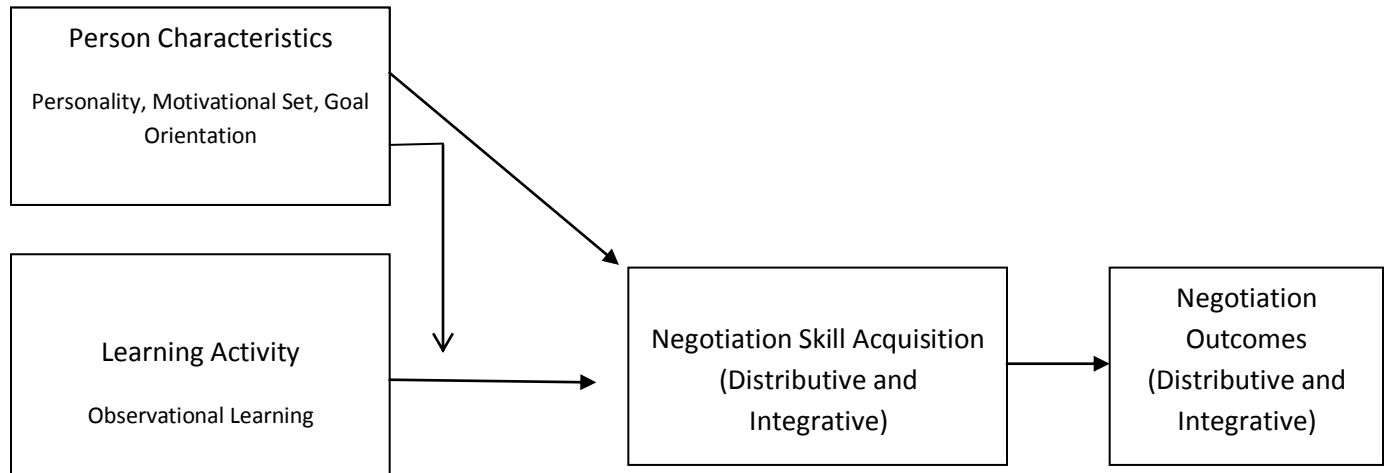 Person Characteristics
Personality, Motivational Set, Goal
Orientation
Learning Activity
Observational Learning
Negotiation Skill Acquisition
(Distributive and
Integrative)
Negotiation
Outcomes
(Distributive and
Integrative)